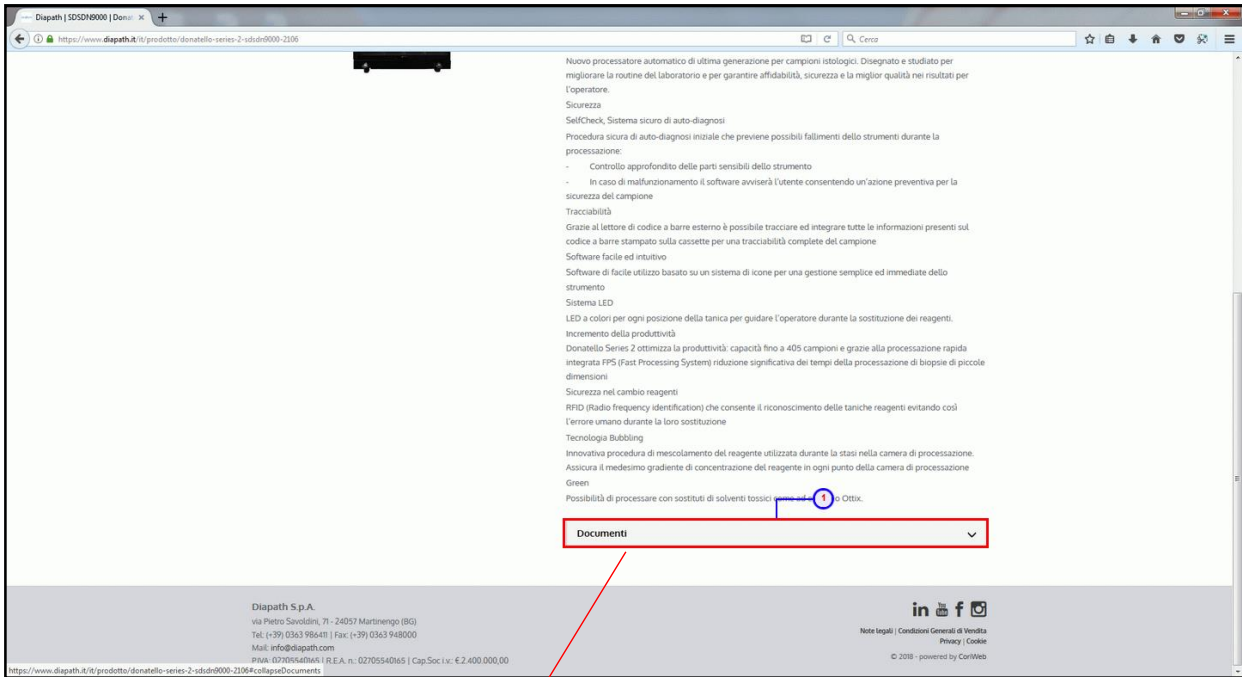 Diapath | SDSDN9000 | Dona
https://www.diapath.it/it/prodotto/donatello-series-2-sdsdn9000-2106
Cerca
Nuovo processatore automatico di ultima generazione per campioni istologici. Disegnato e studiato per
migliorare la routine del laboratorio e per garantire affidabilità, sicurezza e la miglior qualità nei risultati per
l'operatore.
Sicurezza
SelfCheck, Sistema sicuro di auto-diagnosi
Procedura sicura di auto-diagnosi iniziale che previene possibili fallimenti dello strumenti durante la
processazione:
- Controllo approfondito delle parti sensibili dello strumento
- In caso di malfunzionamento il software avviserà l'utente consentendo un'azione preventiva per la
sicurezza del campione
Tracciabilità
Grazie al lettore di codice a barre esterno è possibile tracciare ed integrare tutte le informazioni presenti sul
codice a barre stampato sulla cassette per una tracciabilità complete del campione
Software facile ed intuitivo
Software di facile utilizzo basato su un sistema di icone per una gestione semplice ed immediate dello
strumento
Sistema LED
LED a colori per ogni posizione della tanica per guidare l'operatore durante la sostituzione dei reagenti.
Incremento della produttività
Donatello Series 2 ottimizza la produttività: capacità fino a 405 campioni e grazie alla processazione rapida
integrata FPS (Fast Processing System) riduzione significativa dei tempi della processazione di biopsie di piccole
dimensioni
Sicurezza nel cambio reagenti
RFID (Radio frequency identification) che consente il riconoscimento delle taniche reagenti evitando così
l'errore umano durante la loro sostituzione
Tecnologia Bubbling
Innovativa procedura di mescolamento del reagente utilizzata durante la stasi nella camera di processazione.
Assicura il medesimo gradiente di concentrazione del reagente in ogni punto della camera di processazione
Green
Possibilità di processare con sostituti di solventi tossici come ad 1 Ottix.
Documenti
Diapath S.p.A.
via Pietro Savoldini, 71 - 24057 Martinengo (BG)
Tel: (+39) 0363 986411 | Fax: (+39) 0363 948000
Mail: info@diapath.com
P.IVA: 02705540165 | R.E.A. n.: 02705540165 | Cap.Soc i.v.: €.2.400.000,00
in You Tube f
Note legali | Condizioni Generali di Vendita
Privacy | Cookie
© 2018 - powered by CoriWeb
https://www.diapath.it/it/prodotto/donatello-series-2-sdsdn9000-2106#collapseDocuments